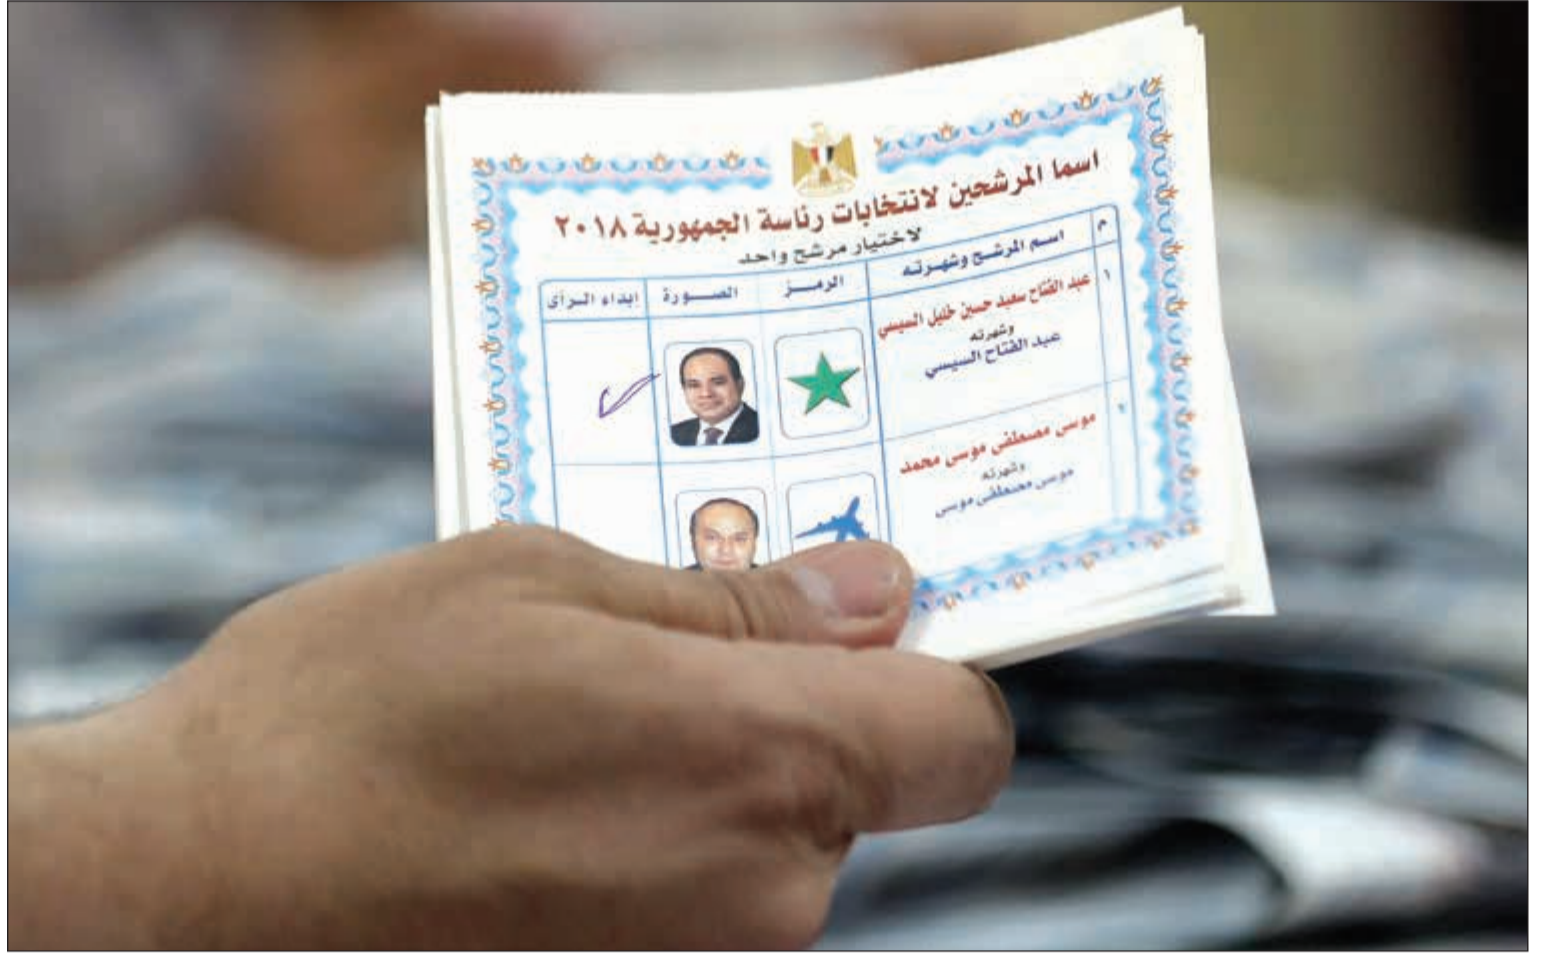 اسما المرشحين لانتخابات رئاسة الجمهورية ٢٠١٨
لاختيار مرشح واحد
م اسم المرشح وشهرته الرمز الصورة إبداء الرأى
١ عبد الفتاح سعيد حسين خليل السيسي
وشهرته
عبد الفتاح السيسي
٢ موسى مصطفى موسى محمد
وشهرته
موسى مصطفى موسى